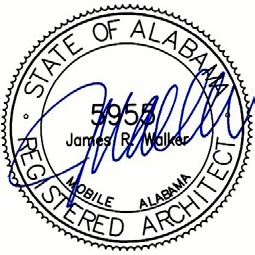 STATE OF ALABAMA
5955
James R. Walker
MOBILE ALABAMA
REGISTERED ARCHITECT